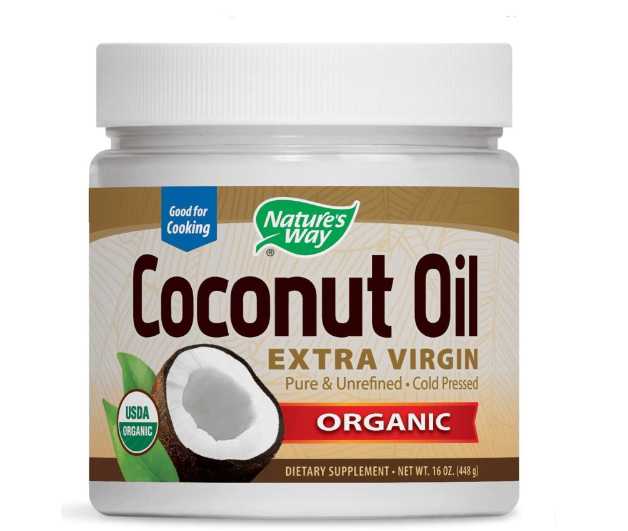 Good for
Cooking
Nature's
Way
®
Coconut Oil
EXTRA VIRGIN
Pure & Unrefined • Cold Pressed
USDA
ORGANIC
ORGANIC
DIETARY SUPPLEMENT • NET WT. 16 OZ. (448 g)